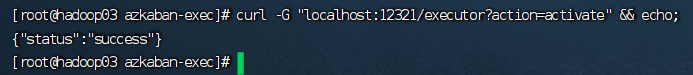 [root@hadoop03 azkaban-exec]# curl -G "localhost:12321/executor?action=activate" && echo;
{"status":"success"}
[root@hadoop03 azkaban-exec]#